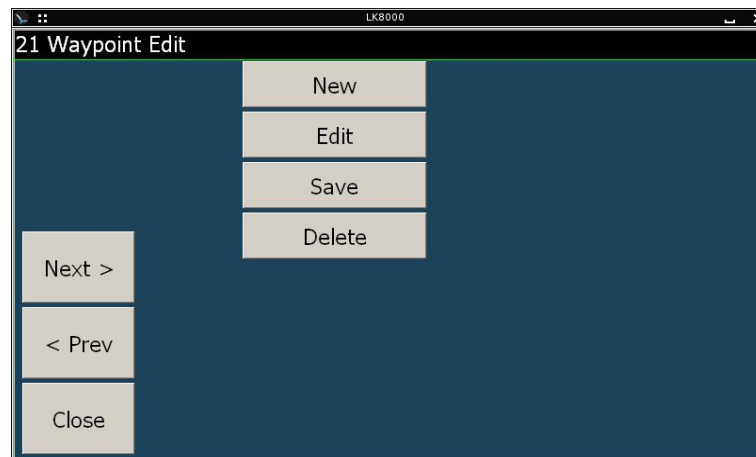 LK8000
21 Waypoint Edit
New
Edit
Save
Delete
Next >
< Prev
Close